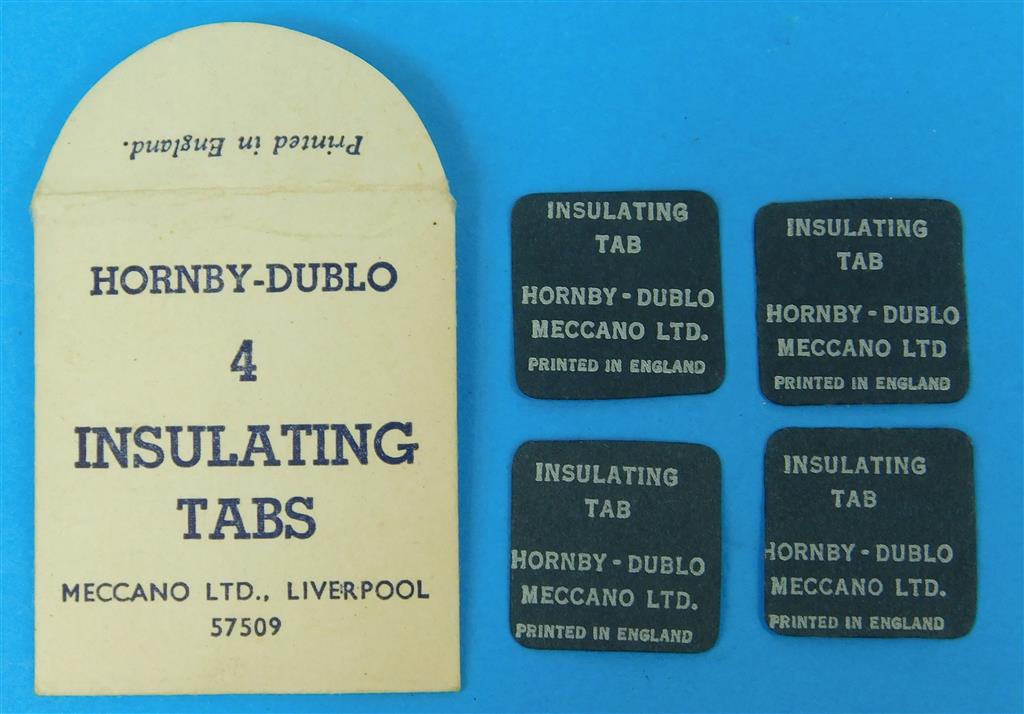 Printed in England.
HORNBY-DUBLO
4
INSULATING
TABS
MECCANO LTD., LIVERPOOL
57509
INSULATING
TAB
HORNBY - DUBLO
MECCANO LTD.
PRINTED IN ENGLAND
INSULATING
TAB
HORNBY - DUBLO
MECCANO LTD
PRINTED IN ENGLAND
INSULATING
TAB
HORNBY - DUBLO
MECCANO LTD.
PRINTED IN ENGLAND
INSULATING
TAB
HORNBY - DUBLO
MECCANO LTD.
PRINTED IN ENGLAND